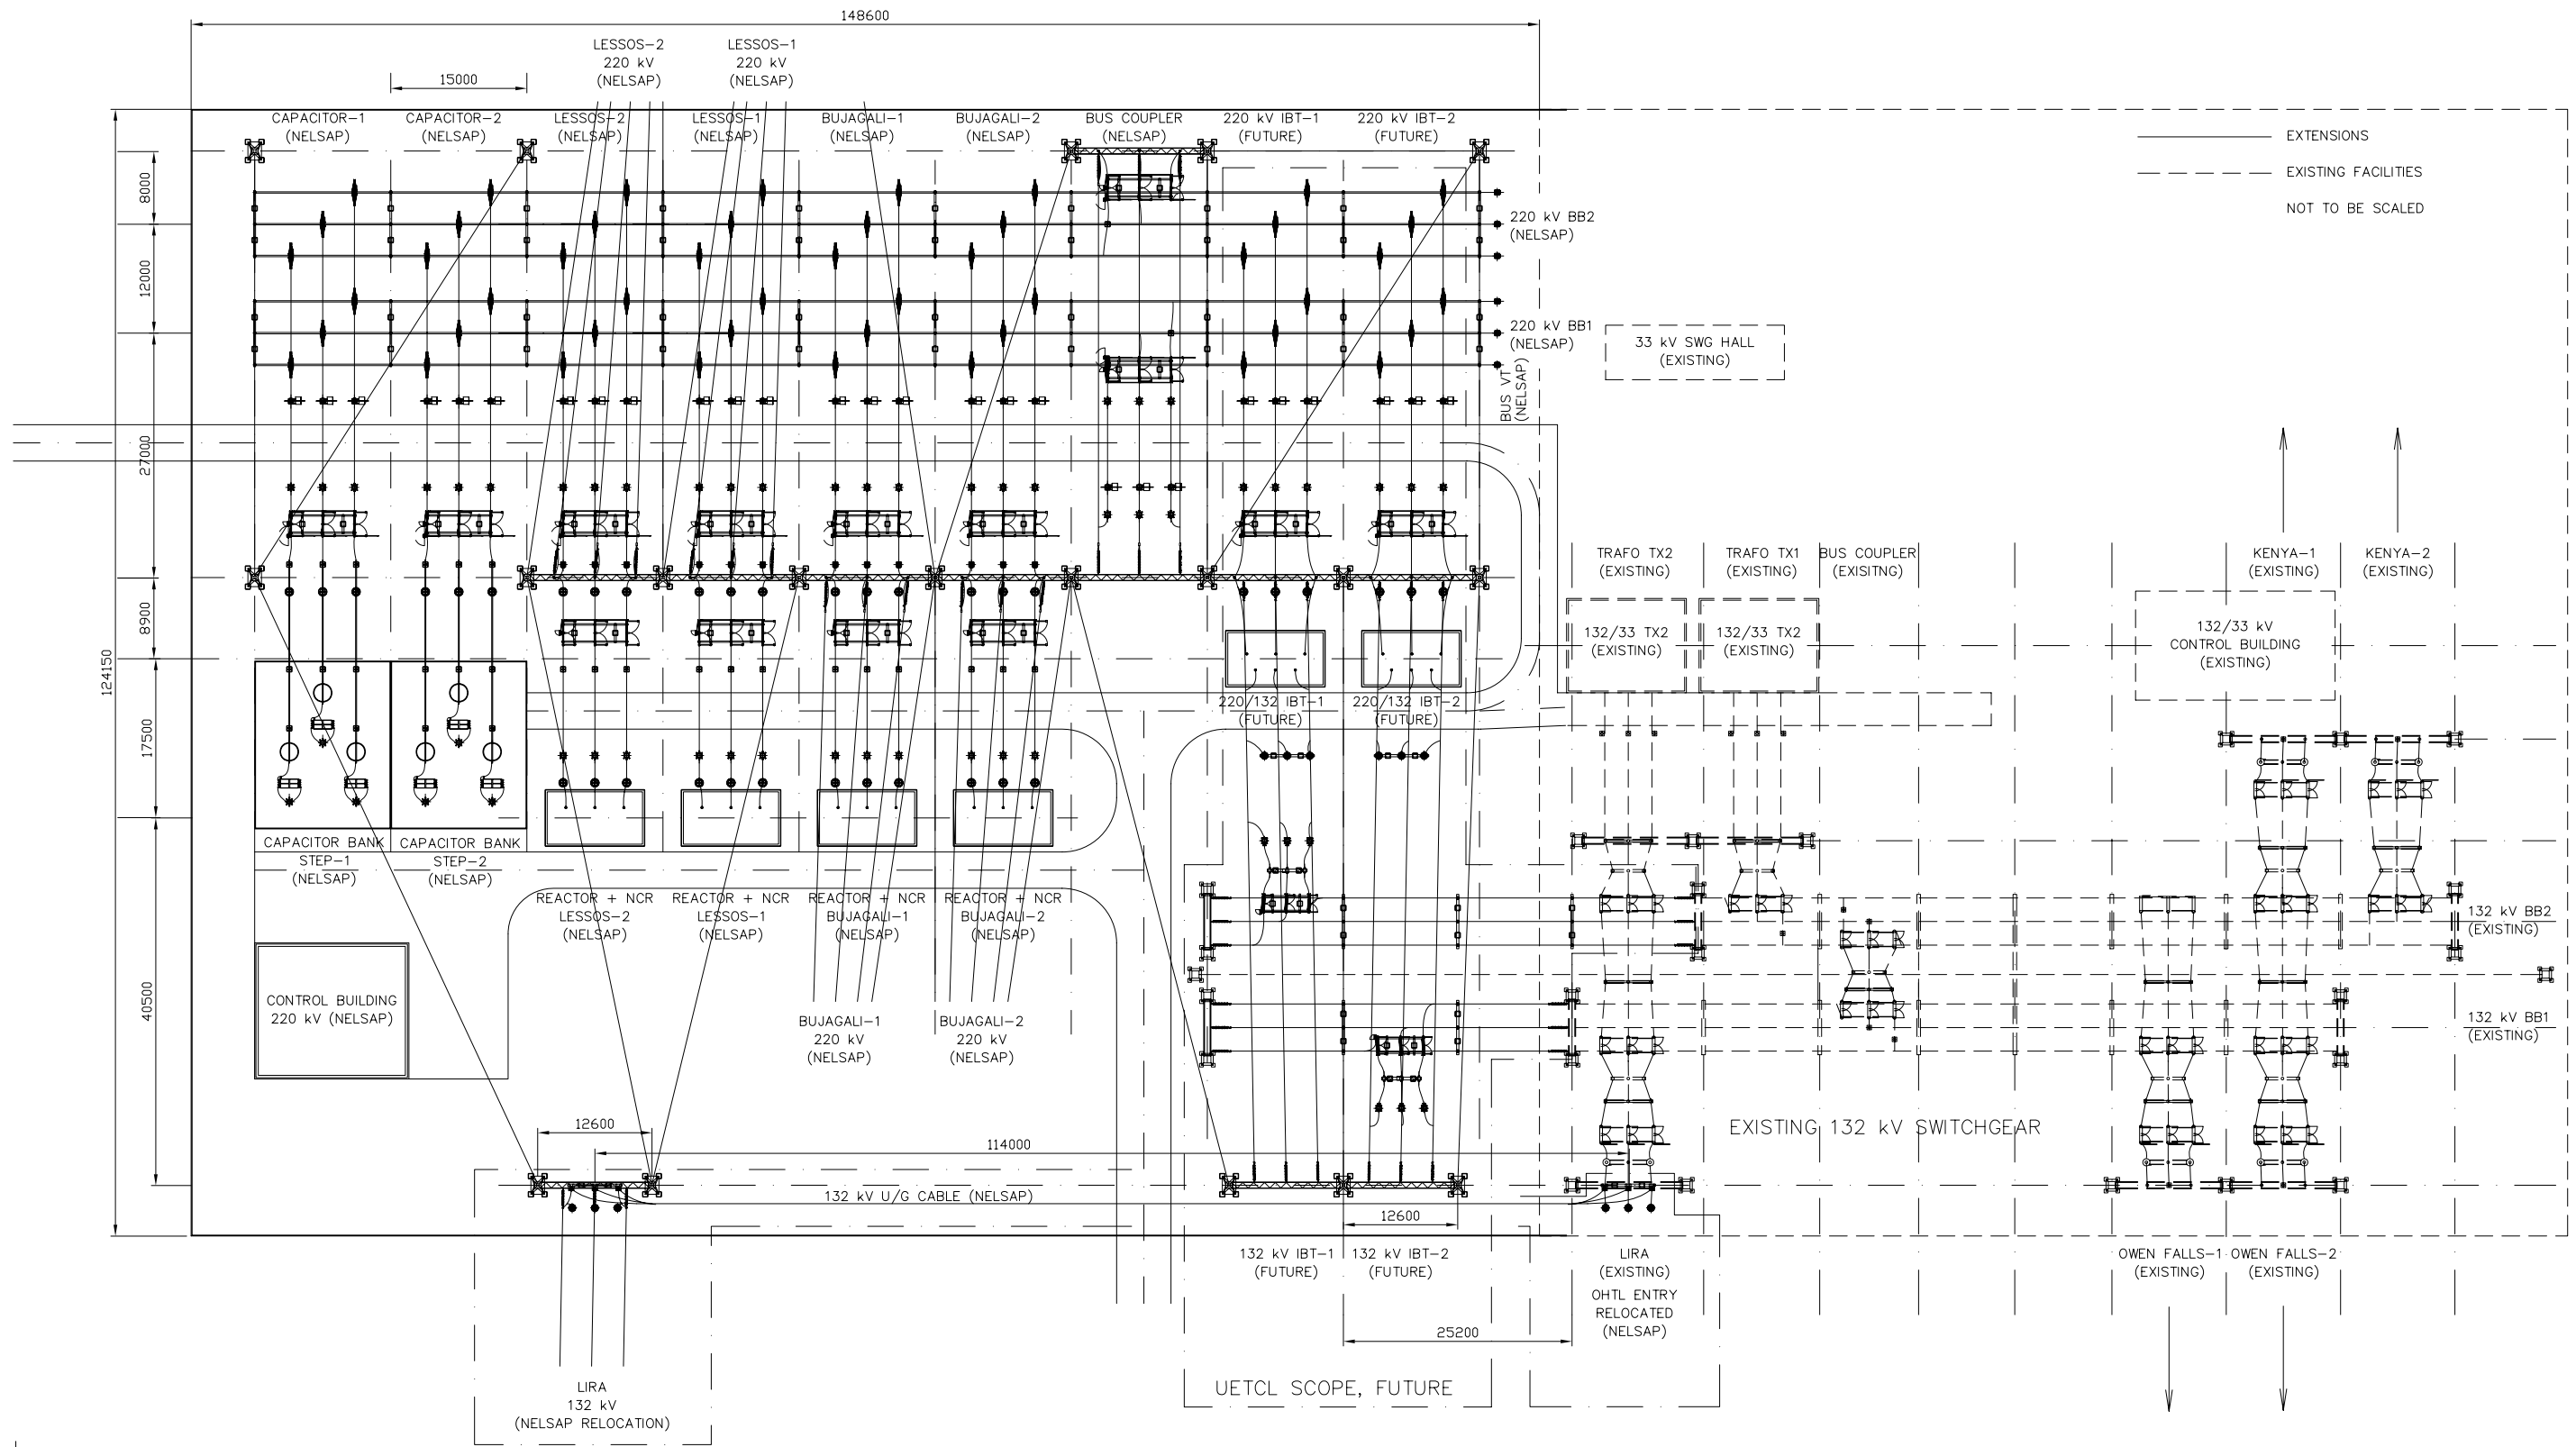 148600
LESSOS-2
220 kV
(NELSAP)
LESSOS-1
220 kV
(NELSAP)
15000
CAPACITOR-1
(NELSAP)
CAPACITOR-2
(NELSAP)
LESSOS-2
(NELSAP)
LESSOS-1
(NELSAP)
BUJAGALI-1
(NELSAP)
BUJAGALI-2
(NELSAP)
BUS COUPLER
(NELSAP)
220 kV IBT-1
(FUTURE)
220 kV IBT-2
(FUTURE)
EXTENSIONS
EXISTING FACILITIES
NOT TO BE SCALED
8000
12000
27000
8900
17500
40500
124150
220 kV BB2
(NELSAP)
220 kV BB1
(NELSAP)
BUS VT
(NELSAP)
33 kV SWG HALL
(EXISTING)
TRAFO TX2
(EXISTING)
TRAFO TX1
(EXISTING)
BUS COUPLER
(EXISITNG)
KENYA-1
(EXISTING)
KENYA-2
(EXISTING)
132/33 TX2
(EXISTING)
132/33 TX2
(EXISTING)
132/33 kV
CONTROL BUILDING
(EXISTING)
220/132 IBT-1
(FUTURE)
220/132 IBT-2
(FUTURE)
CAPACITOR BANK
STEP-1
(NELSAP)
CAPACITOR BANK
STEP-2
(NELSAP)
REACTOR + NCR
LESSOS-2
(NELSAP)
REACTOR + NCR
LESSOS-1
(NELSAP)
REACTOR + NCR
BUJAGALI-1
(NELSAP)
REACTOR + NCR
BUJAGALI-2
(NELSAP)
132 kV BB2
(EXISTING)
CONTROL BUILDING
220 kV (NELSAP)
BUJAGALI-1
220 kV
(NELSAP)
BUJAGALI-2
220 kV
(NELSAP)
132 kV BB1
(EXISTING)
12600
114000
EXISTING 132 kV SWITCHGEAR
132 kV U/G CABLE (NELSAP)
12600
132 kV IBT-1
(FUTURE)
132 kV IBT-2
(FUTURE)
LIRA
(EXISTING)
OHTL ENTRY
RELOCATED
(NELSAP)
OWEN FALLS-1
(EXISTING)
OWEN FALLS-2
(EXISTING)
25200
LIRA
132 kV
(NELSAP RELOCATION)
UETCL SCOPE, FUTURE